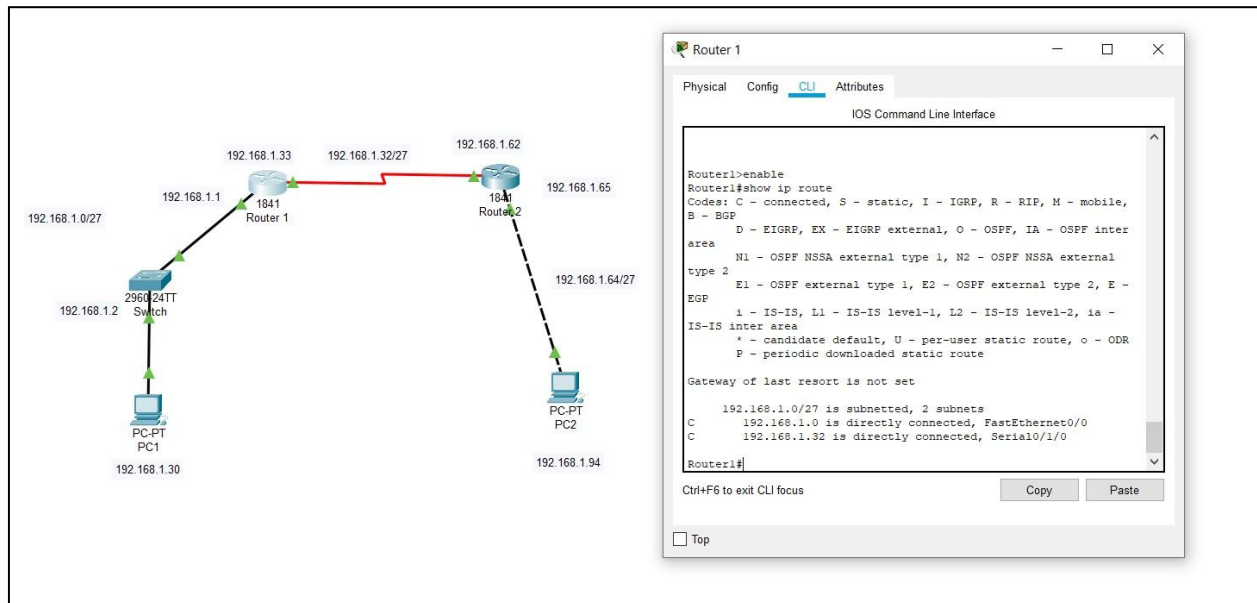 192.168.1.33
192.168.1.32/27
192.168.1.62
192.168.1.1
1841
Router 1
1841
Router 2
192.168.1.65
192.168.1.0/27
192.168.1.64/27
2960-24TT
Switch
192.168.1.2
PC-PT
PC1
192.168.1.30
PC-PT
PC2
192.168.1.94
Router 1
Physical Config CLI Attributes
IOS Command Line Interface
Router1>enable
Router1#show ip route
Codes: C - connected, S - static, I - IGRP, R - RIP, M - mobile,
B - BGP
D - EIGRP, EX - EIGRP external, O - OSPF, IA - OSPF inter
area
N1 - OSPF NSSA external type 1, N2 - OSPF NSSA external
type 2
E1 - OSPF external type 1, E2 - OSPF external type 2, E -
EGP
i - IS-IS, L1 - IS-IS level-1, L2 - IS-IS level-2, ia -
IS-IS inter area
* - candidate default, U - per-user static route, o - ODR
P - periodic downloaded static route
Gateway of last resort is not set
192.168.1.0/27 is subnetted, 2 subnets
C 192.168.1.0 is directly connected, FastEthernet0/0
C 192.168.1.32 is directly connected, Serial0/1/0
Router1#
Ctrl+F6 to exit CLI focus
Copy
Paste
Top